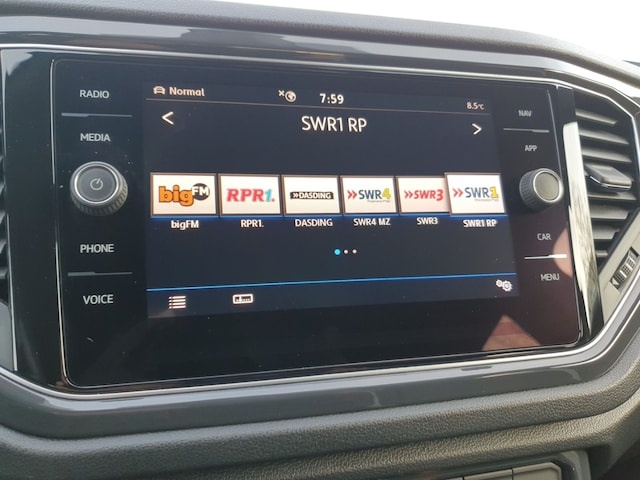 RADIO
MEDIA
PHONE
VOICE
Normal
7:59
8.5°C
SWR1 RP
bigFM
RPR1.
»DASDING
»SWR4
»SWR3
»SWR1
bigFM
RPR1.
DASDING
SWR4 MZ
SWR3
SWR1 RP
NAV
APP
CAR
MENU